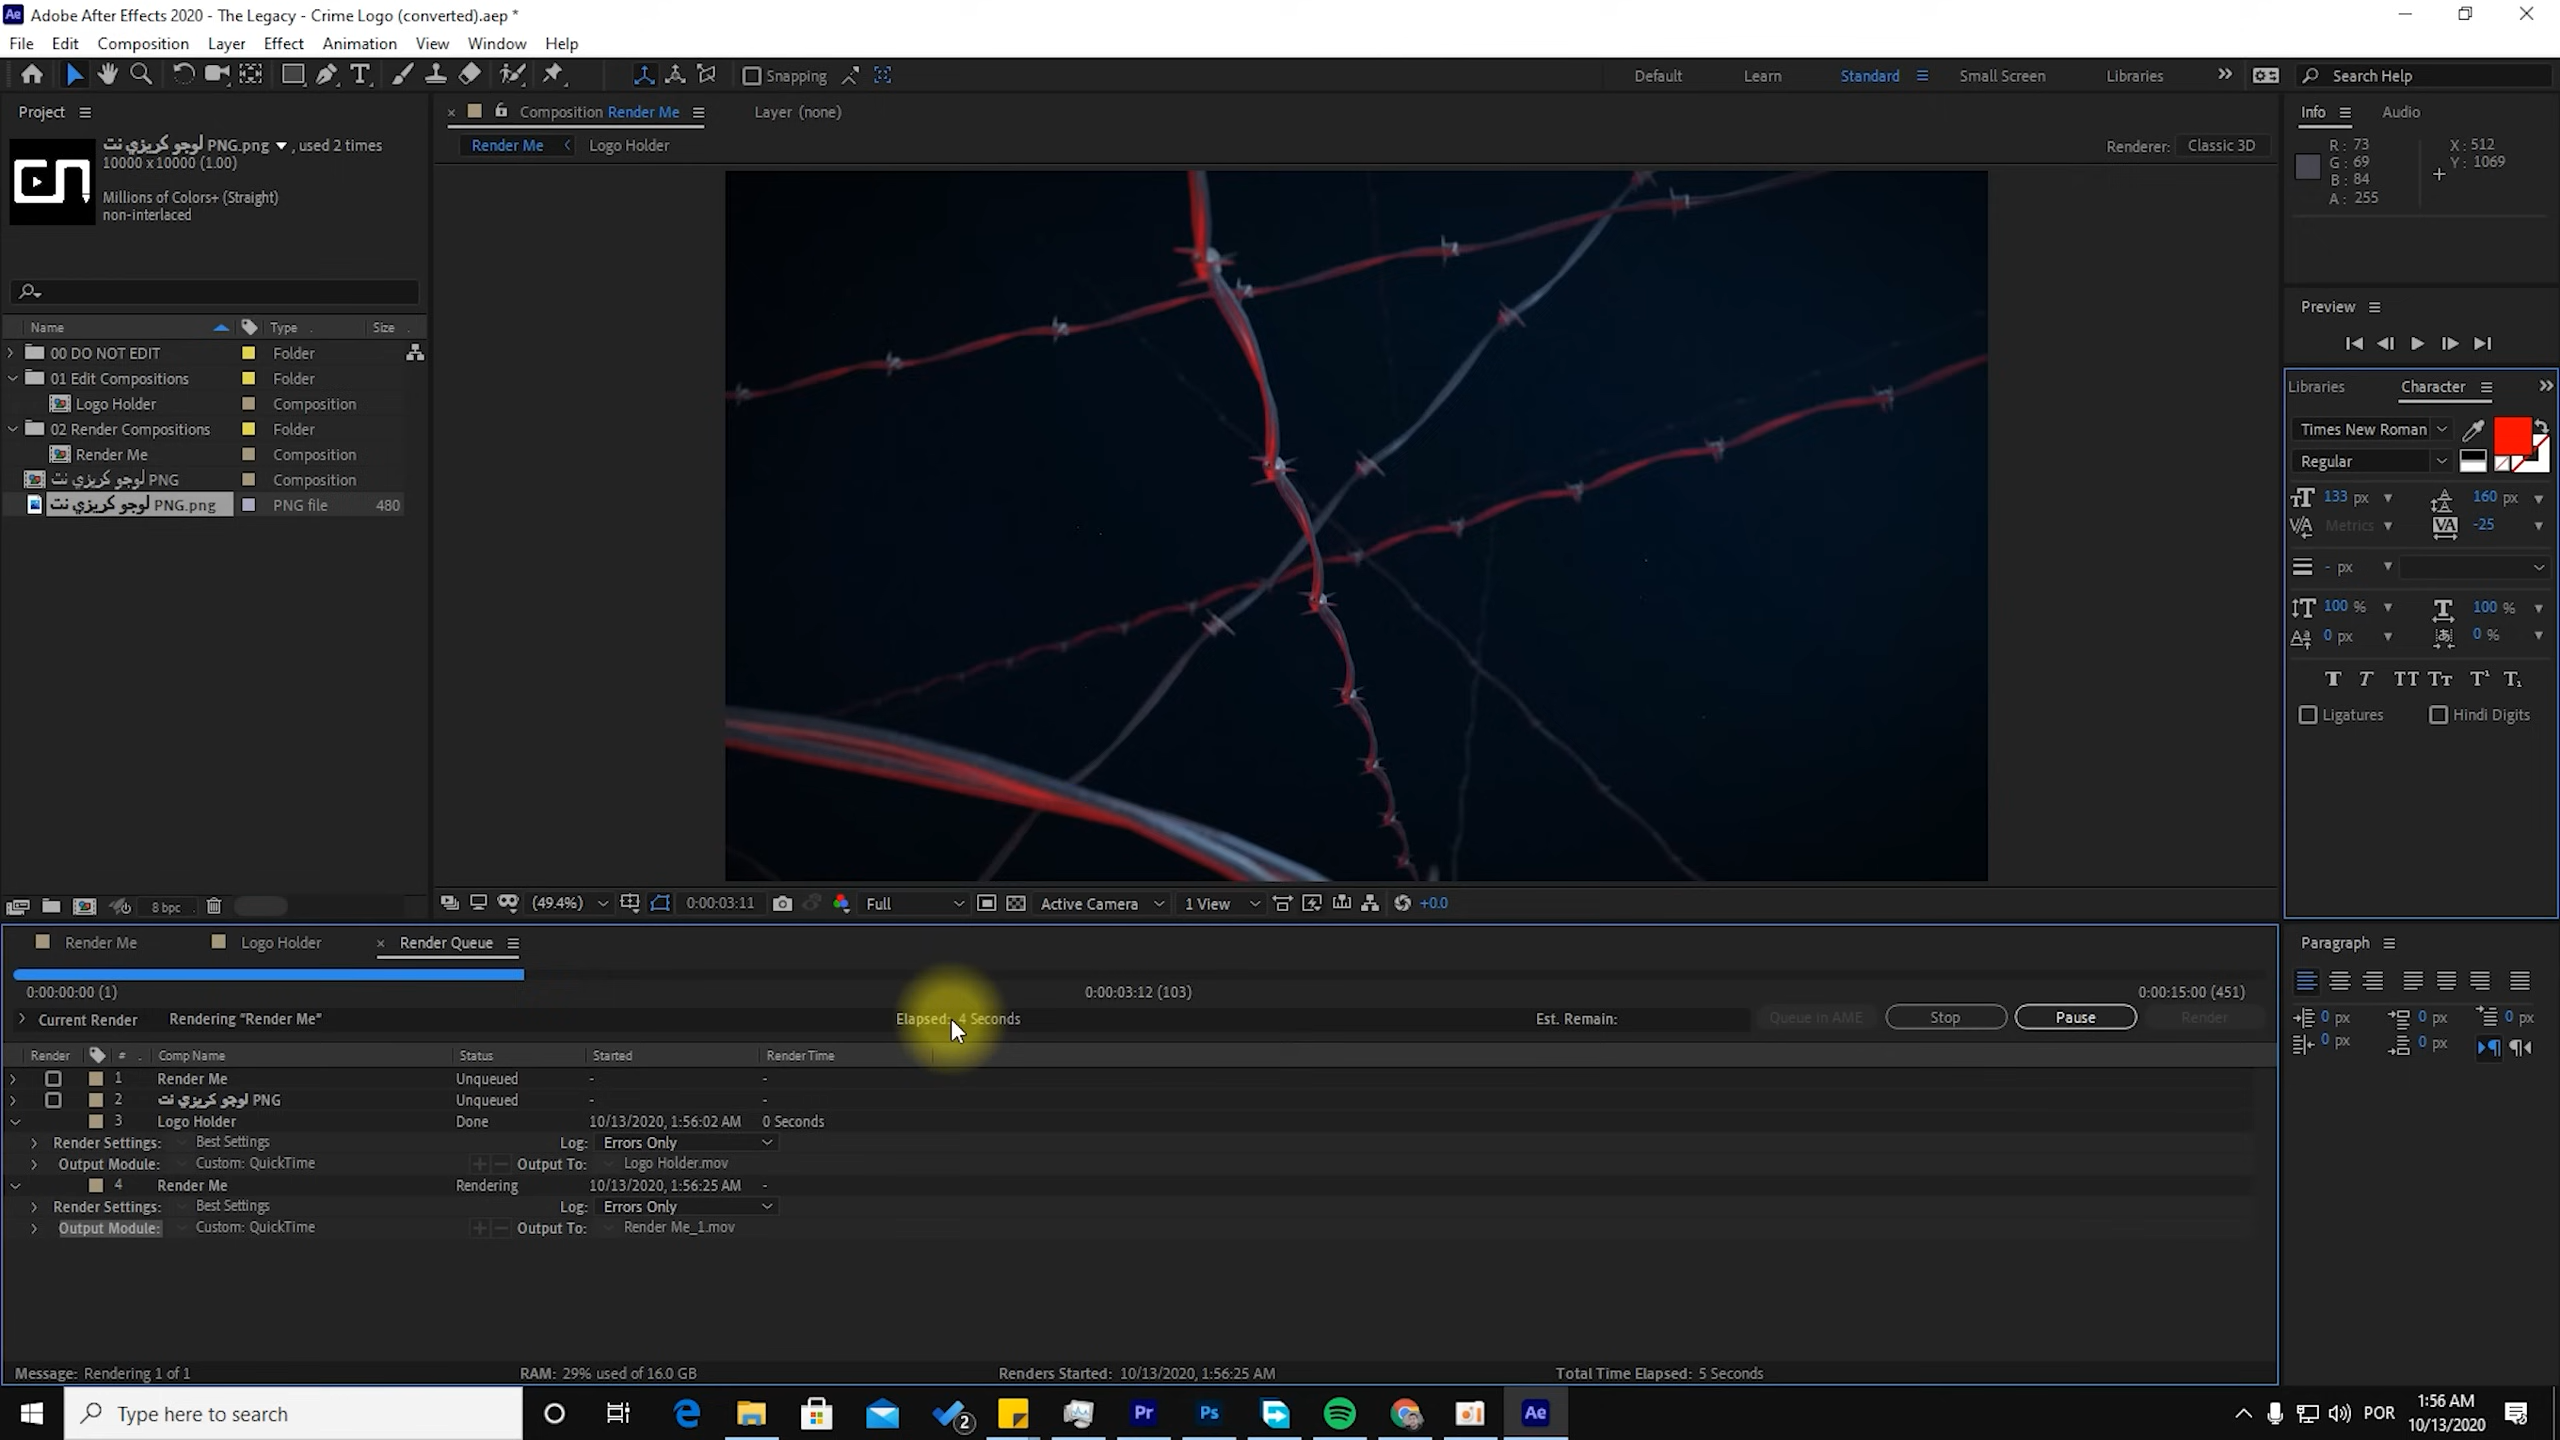 Adobe After Effects 2020 - The Legacy - Crime Logo (converted).aep *
File Edit Composition Layer Effect Animation View Window Help
Snapping
Default Learn Standard Small Screen Libraries Search Help
Project
لوجو كريزي نت PNG.png , used 2 times
10000 x 10000 (1.00)
Millions of Colors+ (Straight)
non-interlaced
Name Type Size
00 DO NOT EDIT Folder
01 Edit Compositions Folder
Logo Holder Composition
02 Render Compositions Folder
Render Me Composition
لوجو كريزي نت PNG Composition
لوجو كريزي نت PNG.png PNG file 480
8 bpc
Composition Render Me Layer (none)
Render Me Logo Holder Renderer: Classic 3D
(49.4%) 0:00:03:11 Full Active Camera 1 View +0.0
Info Audio
R: 73 X: 512
G: 69 Y: 1069
B: 84
A: 255
Preview
Libraries Character
Times New Roman
Regular
133 px 160 px
Metrics -25
- px
100 % 100 %
0 px 0 %
Ligatures Hindi Digits
Paragraph
0 px 0 px 0 px
0 px 0 px
Render Me Logo Holder Render Queue
0:00:00:00 (1) 0:00:03:12 (103) 0:00:15:00 (451)
Current Render Rendering "Render Me" Elapsed: 4 Seconds Est. Remain: Queue in AME Stop Pause Render
Render # Comp Name Status Started Render Time
1 Render Me Unqueued - -
2 لوجو كريزي نت PNG Unqueued - -
3 Logo Holder Done 10/13/2020, 1:56:02 AM 0 Seconds
Render Settings: Best Settings Log: Errors Only
Output Module: Custom: QuickTime Output To: Logo Holder.mov
4 Render Me Rendering 10/13/2020, 1:56:25 AM -
Render Settings: Best Settings Log: Errors Only
Output Module: Custom: QuickTime Output To: Render Me_1.mov
Message: Rendering 1 of 1 RAM: 29% used of 16.0 GB Renders Started: 10/13/2020, 1:56:25 AM Total Time Elapsed: 5 Seconds
Type here to search 2 Pr Ps Ae POR 1:56 AM
10/13/2020